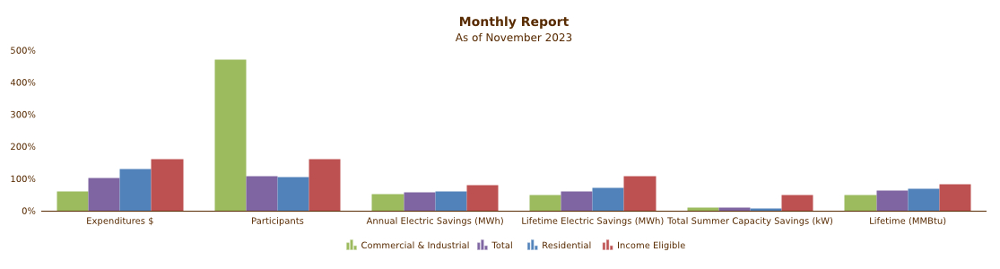 Monthly Report
As of November 2023
500%
400%
300%
200%
100%
0%
Expenditures $ Participants Annual Electric Savings (MWh) Lifetime Electric Savings (MWh) Total Summer Capacity Savings (kW) Lifetime (MMBtu)
Commercial & Industrial Total Residential Income Eligible